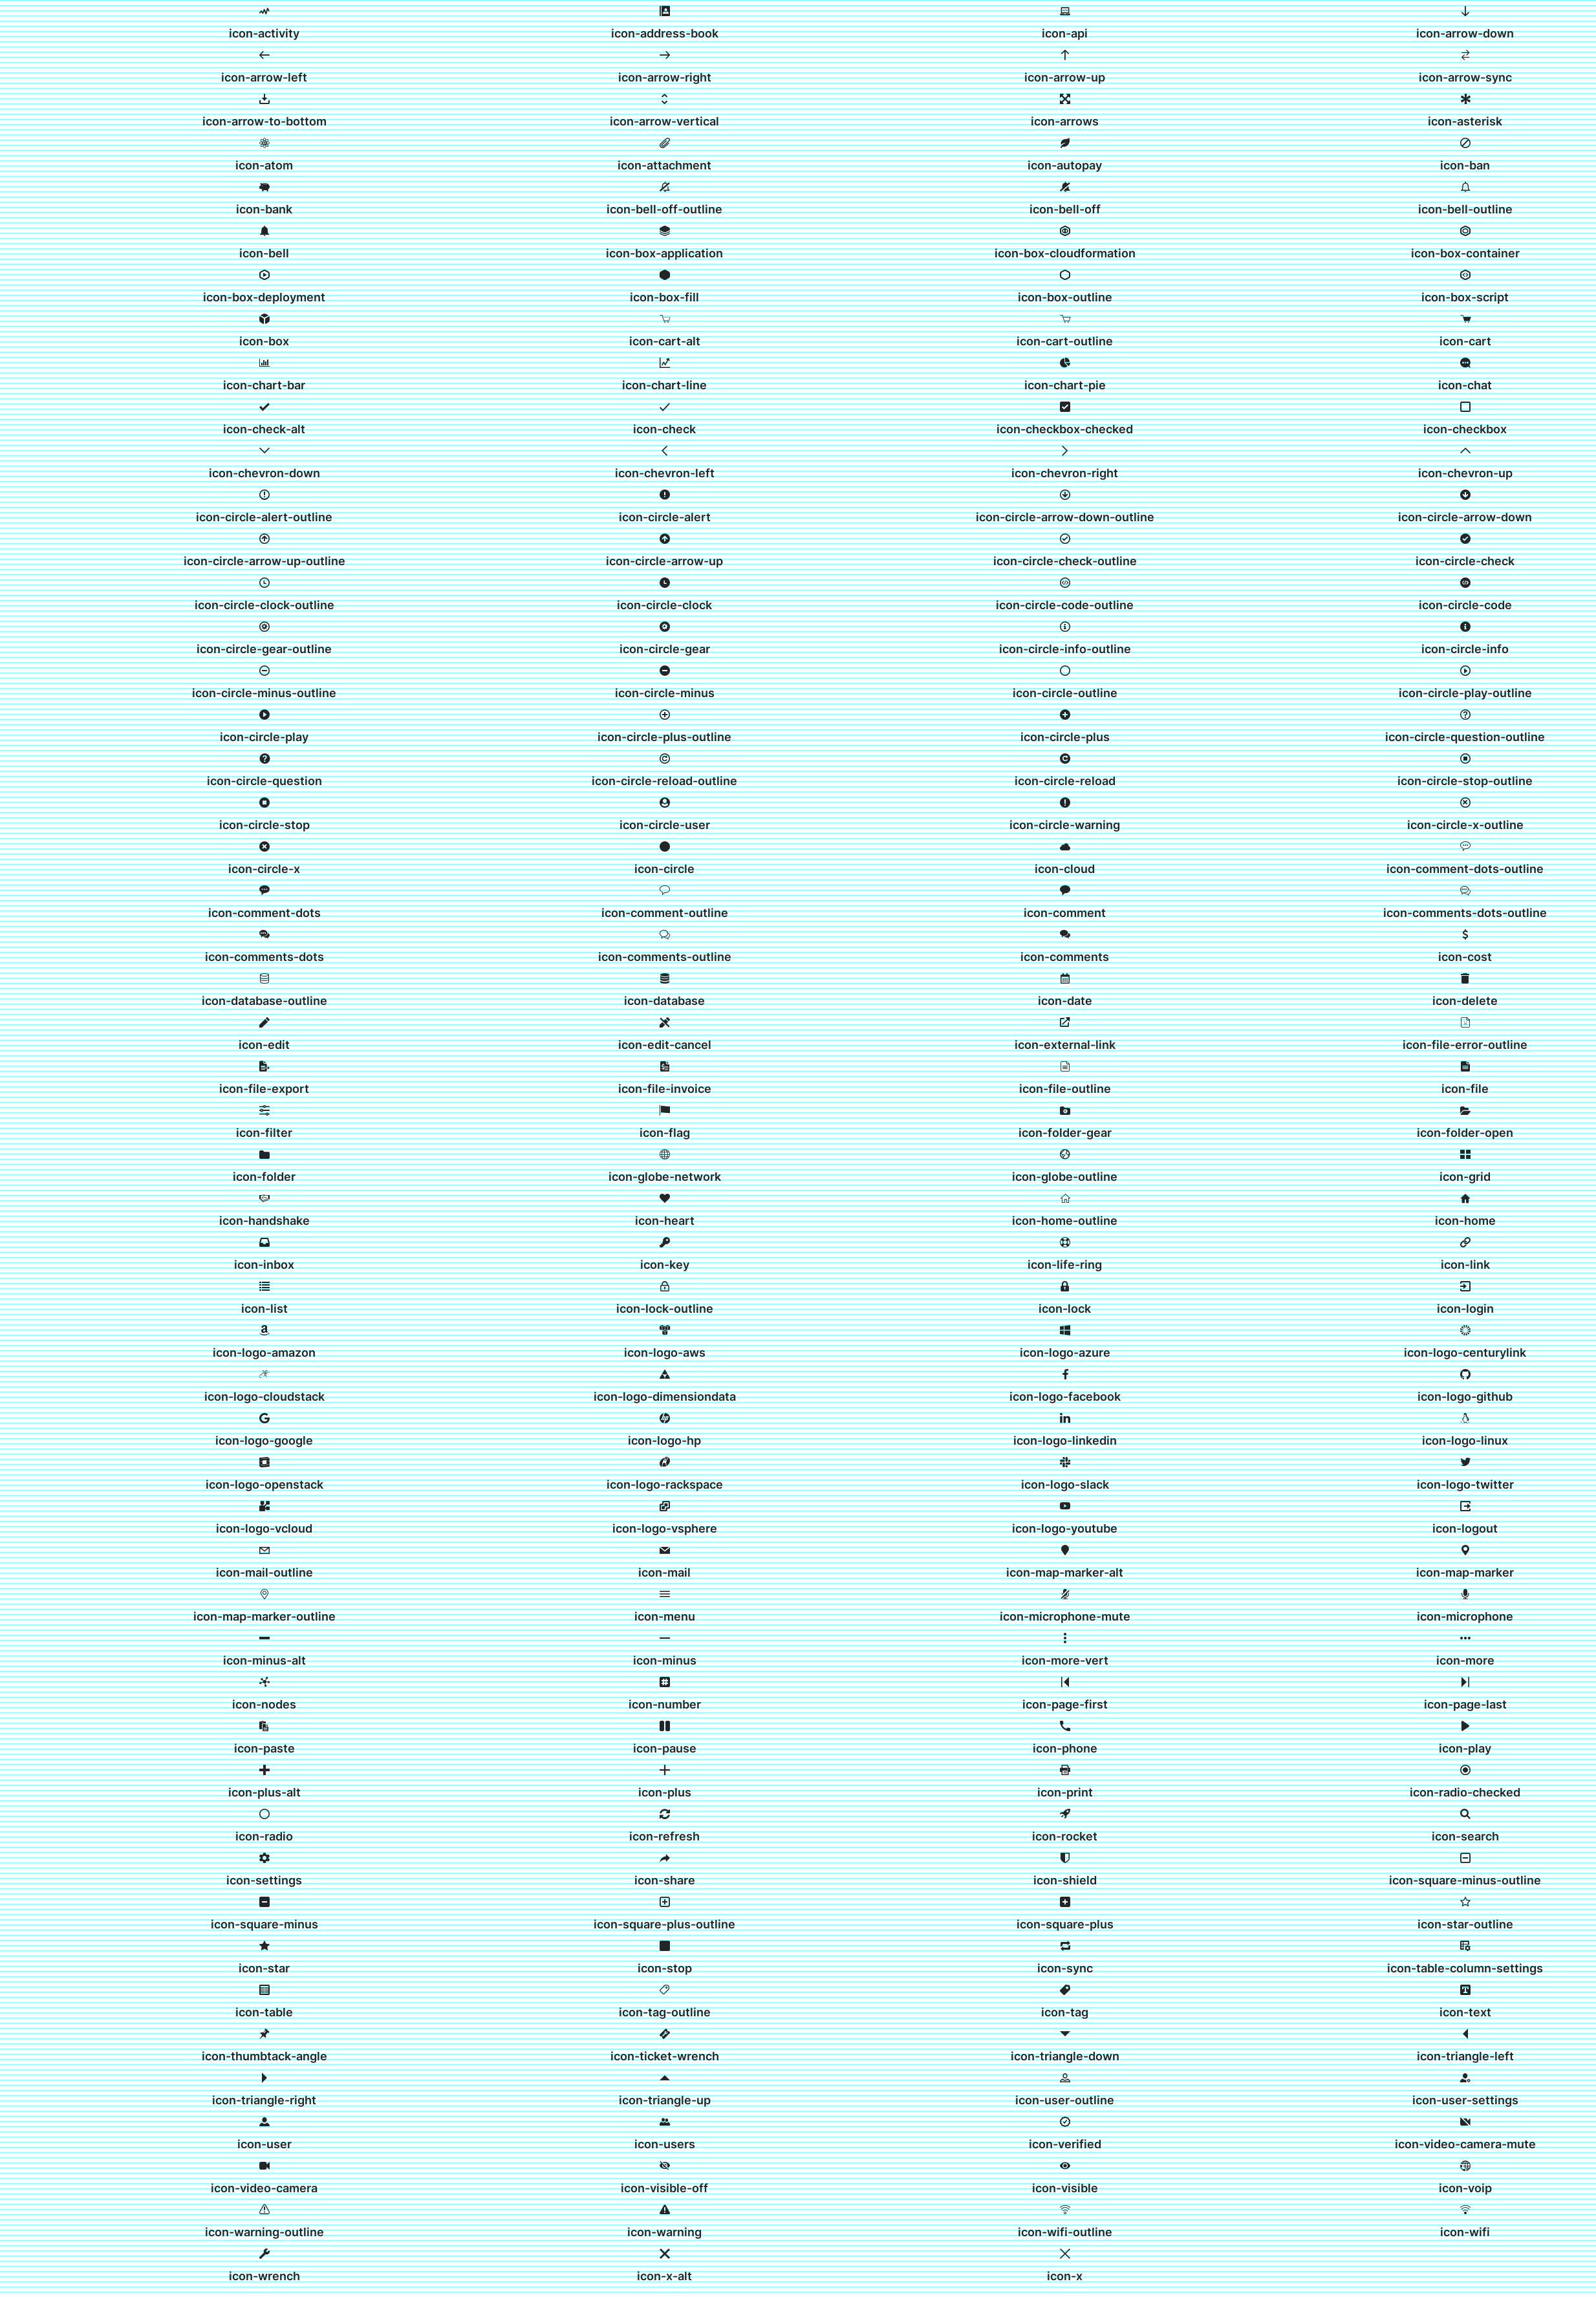 icon-activity icon-address-book icon-api icon-arrow-down
icon-arrow-left icon-arrow-right icon-arrow-up icon-arrow-sync
icon-arrow-to-bottom icon-arrow-vertical icon-arrows icon-asterisk
icon-atom icon-attachment icon-autopay icon-ban
icon-bank icon-bell-off-outline icon-bell-off icon-bell-outline
icon-bell icon-box-application icon-box-cloudformation icon-box-container
icon-box-deployment icon-box-fill icon-box-outline icon-box-script
icon-box icon-cart-alt icon-cart-outline icon-cart
icon-chart-bar icon-chart-line icon-chart-pie icon-chat
icon-check-alt icon-check icon-checkbox-checked icon-checkbox
icon-chevron-down icon-chevron-left icon-chevron-right icon-chevron-up
icon-circle-alert-outline icon-circle-alert icon-circle-arrow-down-outline icon-circle-arrow-down
icon-circle-arrow-up-outline icon-circle-arrow-up icon-circle-check-outline icon-circle-check
icon-circle-clock-outline icon-circle-clock icon-circle-code-outline icon-circle-code
icon-circle-gear-outline icon-circle-gear icon-circle-info-outline icon-circle-info
icon-circle-minus-outline icon-circle-minus icon-circle-outline icon-circle-play-outline
icon-circle-play icon-circle-plus-outline icon-circle-plus icon-circle-question-outline
icon-circle-question icon-circle-reload-outline icon-circle-reload icon-circle-stop-outline
icon-circle-stop icon-circle-user icon-circle-warning icon-circle-x-outline
icon-circle-x icon-circle icon-cloud icon-comment-dots-outline
icon-comment-dots icon-comment-outline icon-comment icon-comments-dots-outline
icon-comments-dots icon-comments-outline icon-comments icon-cost
icon-database-outline icon-database icon-date icon-delete
icon-edit icon-edit-cancel icon-external-link icon-file-error-outline
icon-file-export icon-file-invoice icon-file-outline icon-file
icon-filter icon-flag icon-folder-gear icon-folder-open
icon-folder icon-globe-network icon-globe-outline icon-grid
icon-handshake icon-heart icon-home-outline icon-home
icon-inbox icon-key icon-life-ring icon-link
icon-list icon-lock-outline icon-lock icon-login
icon-logo-amazon icon-logo-aws icon-logo-azure icon-logo-centurylink
icon-logo-cloudstack icon-logo-dimensiondata icon-logo-facebook icon-logo-github
icon-logo-google icon-logo-hp icon-logo-linkedin icon-logo-linux
icon-logo-openstack icon-logo-rackspace icon-logo-slack icon-logo-twitter
icon-logo-vcloud icon-logo-vsphere icon-logo-youtube icon-logout
icon-mail-outline icon-mail icon-map-marker-alt icon-map-marker
icon-map-marker-outline icon-menu icon-microphone-mute icon-microphone
icon-minus-alt icon-minus icon-more-vert icon-more
icon-nodes icon-number icon-page-first icon-page-last
icon-paste icon-pause icon-phone icon-play
icon-plus-alt icon-plus icon-print icon-radio-checked
icon-radio icon-refresh icon-rocket icon-search
icon-settings icon-share icon-shield icon-square-minus-outline
icon-square-minus icon-square-plus-outline icon-square-plus icon-star-outline
icon-star icon-stop icon-sync icon-table-column-settings
icon-table icon-tag-outline icon-tag icon-text
icon-thumbtack-angle icon-ticket-wrench icon-triangle-down icon-triangle-left
icon-triangle-right icon-triangle-up icon-user-outline icon-user-settings
icon-user icon-users icon-verified icon-video-camera-mute
icon-video-camera icon-visible-off icon-visible icon-voip
icon-warning-outline icon-warning icon-wifi-outline icon-wifi
icon-wrench icon-x-alt icon-x